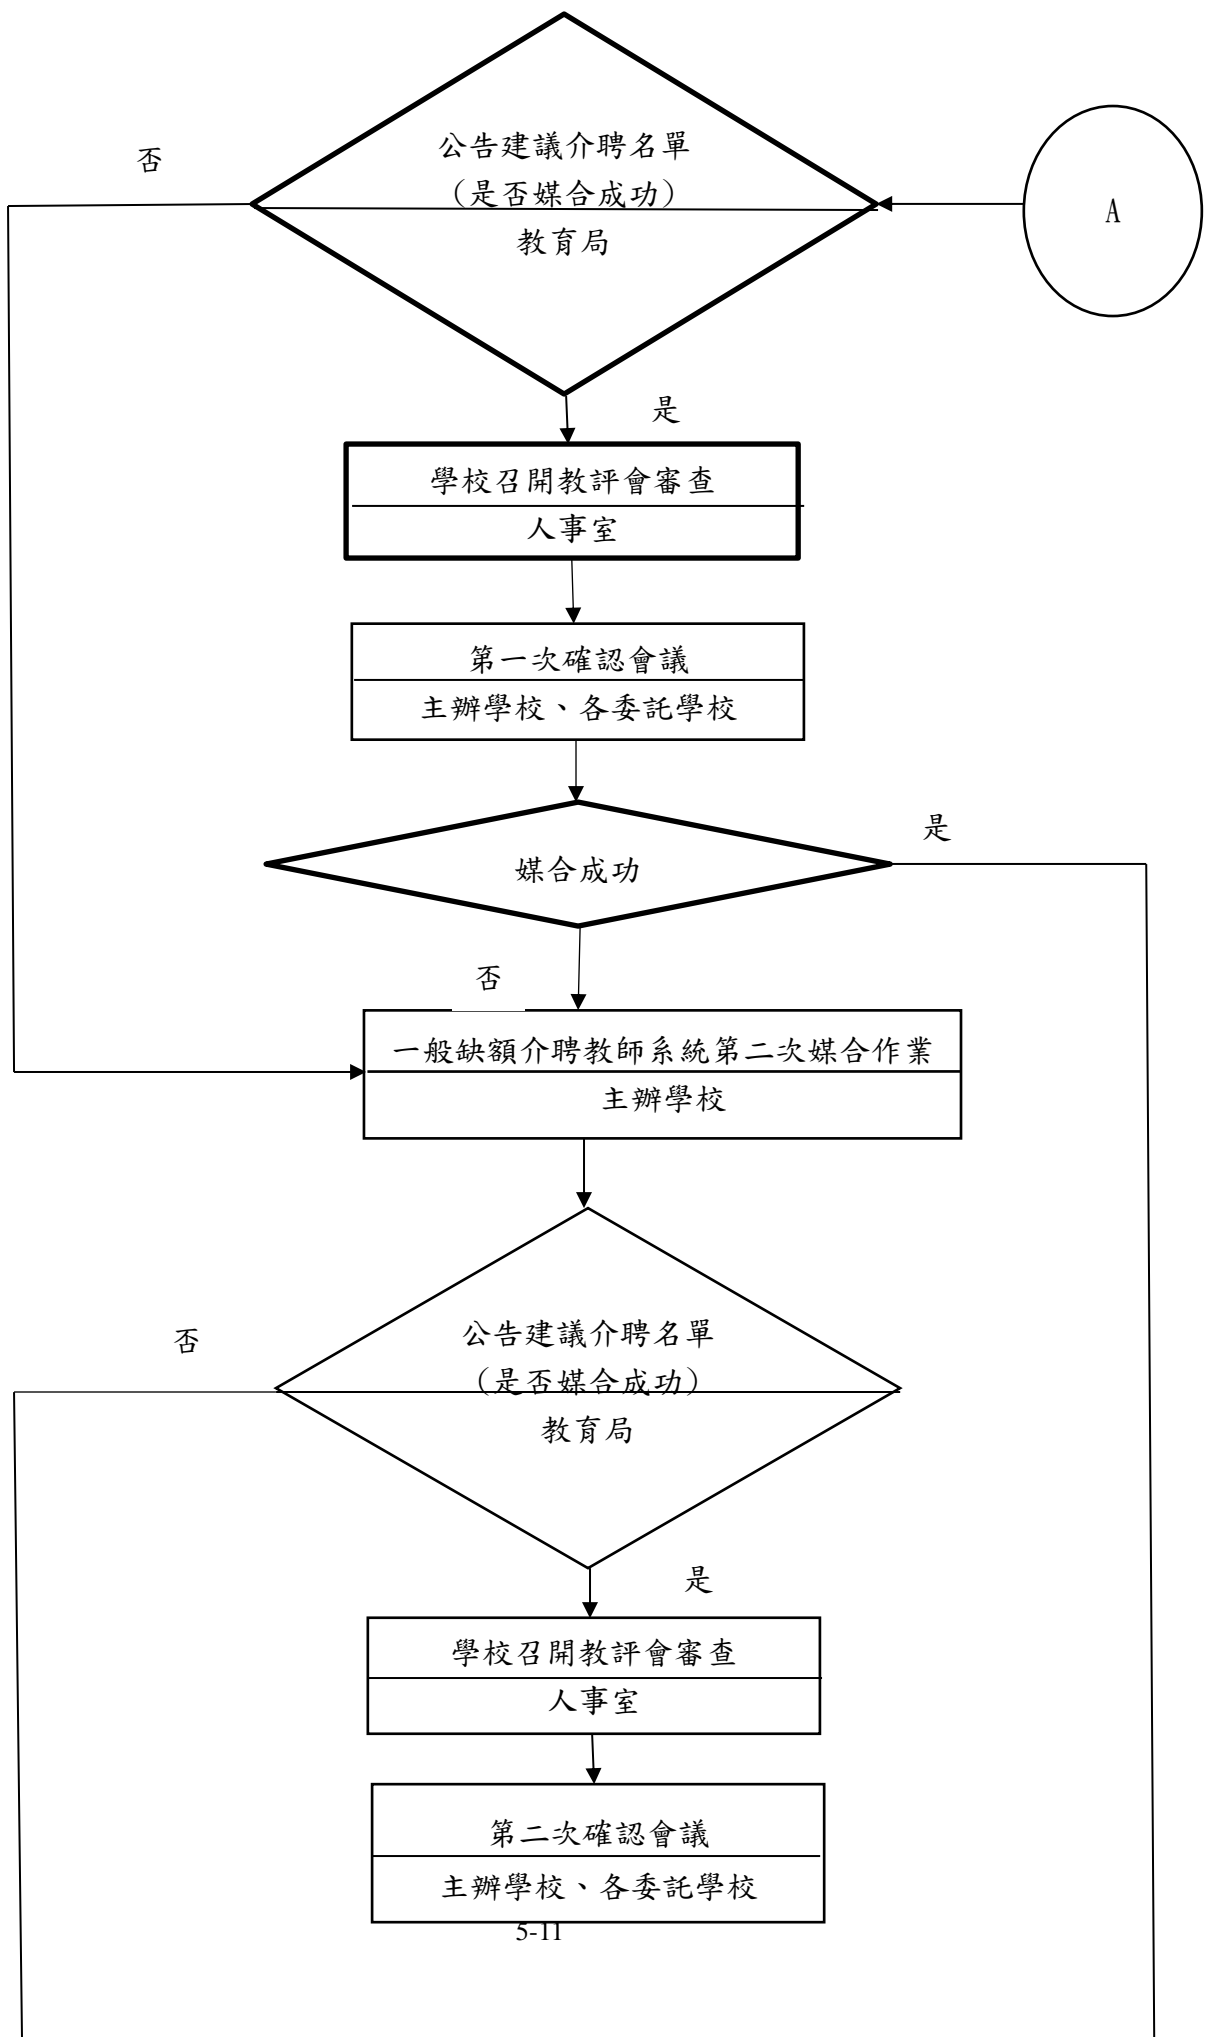 否
公告建議介聘名單
(是否媒合成功)
教育局
A
是
學校召開教評會審查
人事室
第一次確認會議
主辦學校、各委託學校
是
媒合成功
否
一般缺額介聘教師系統第二次媒合作業
主辦學校
否
公告建議介聘名單
(是否媒合成功)
教育局
是
學校召開教評會審查
人事室
第二次確認會議
主辦學校、各委託學校
5-11